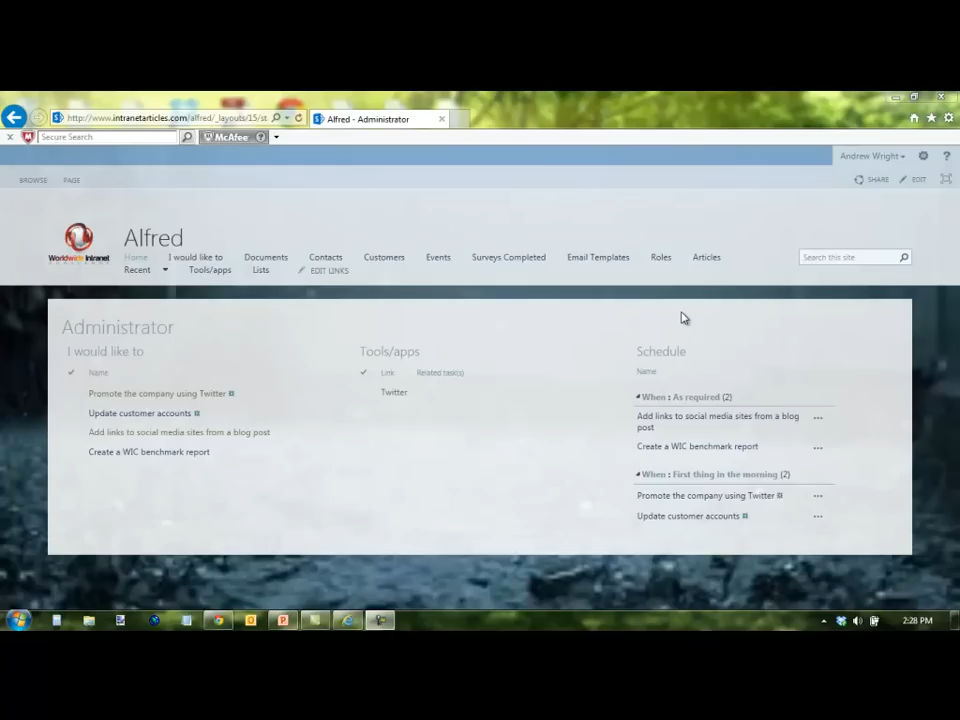 http://www.intranetarticles.com/alfred/_layouts/15/st
Alfred - Administrator
Secure Search
McAfee
Andrew Wright
BROWSE PAGE
SHARE EDIT
Worldwide Intranet
Alfred
Home I would like to Documents Contacts Customers Events Surveys Completed Email Templates Roles Articles
Recent Tools/apps Lists EDIT LINKS
Search this site
Administrator
I would like to
Name
Promote the company using Twitter
Update customer accounts
Add links to social media sites from a blog post
Create a WIC benchmark report
Tools/apps
Link Related task(s)
Twitter
Schedule
Name
When : As required (2)
Add links to social media sites from a blog
post
Create a WIC benchmark report
When : First thing in the morning (2)
Promote the company using Twitter
Update customer accounts
2:28 PM